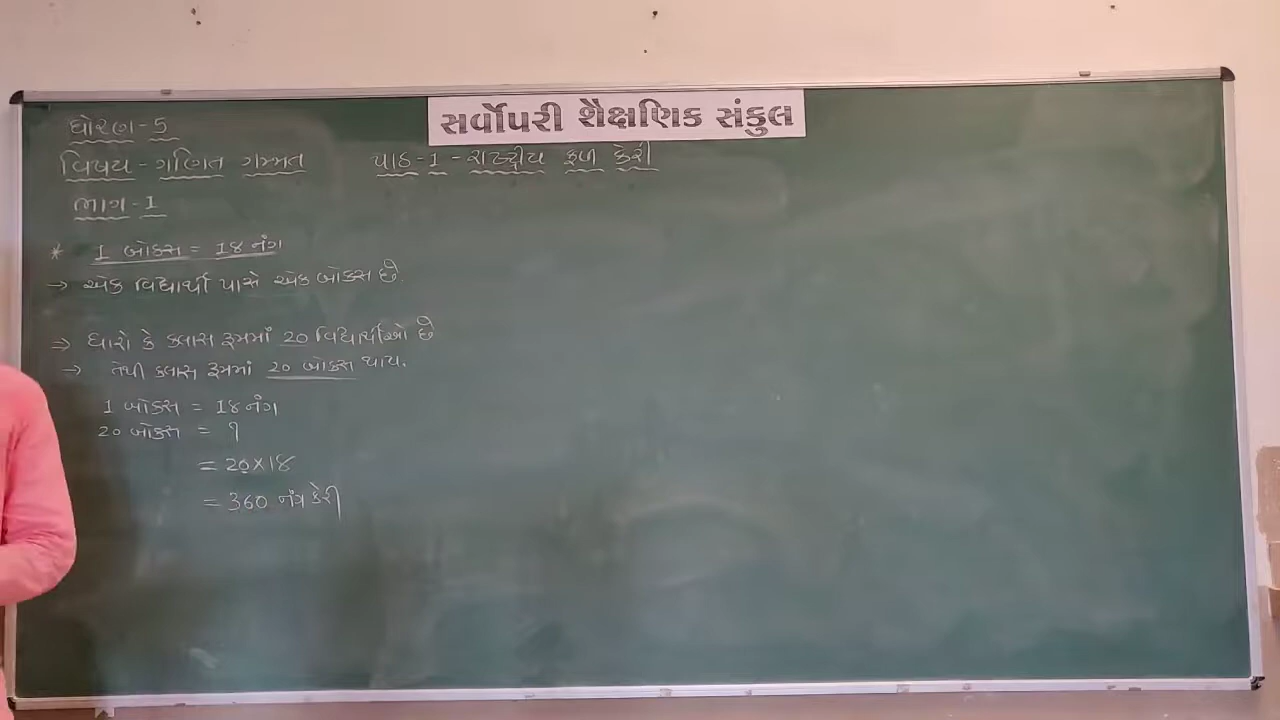 સર્વોપરી શૈક્ષણિક સંકુલ
ધોરણ-5
વિષય - ગણિત ગમ્મત પાઠ-1 - રાષ્ટ્રીય ફળ કેરી
ભાગ-1
* 1 બોક્સ = 18 નંગ
→ એક વિદ્યાર્થી પાસે એક બોક્સ છે.
⇒ ધારો કે ક્લાસ રૂમમાં 20 વિદ્યાર્થીઓ છે
→ તેથી ક્લાસ રૂમમાં 20 બોક્સ થાય.
1 બોક્સ = 18 નંગ
20 બોક્સ = ?
= 20×18
= 360 નંગ કેરી